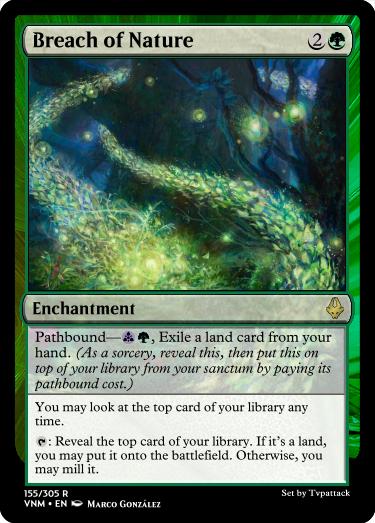 Breach of Nature 2
Enchantment
Pathbound—, Exile a land card from your
hand. (As a sorcery, reveal this, then put this on
top of your library from your sanctum by paying its
pathbound cost.)
You may look at the top card of your library any
time.
: Reveal the top card of your library. If it's a land,
you may put it onto the battlefield. Otherwise, you
may mill it.
155/305 R
VNM • EN Marco González
Set by Tvpattack